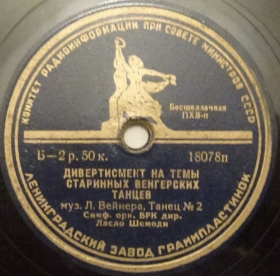 КОМИТЕТ РАДИОИНФОРМАЦИИ ПРИ СОВЕТЕ МИНИСТРОВ СССР
Бесшеллачная
ПХВ-п
Б—2 р. 50 к.
18078п
ДИВЕРТИСМЕНТ НА ТЕМЫ
СТАРИННЫХ ВЕНГЕРСКИХ
ТАНЦЕВ
муз. Л. Вейнера, Танец № 2
Симф. орк. ВРК дир.
Ласло Шомоди
ЛЕНИНГРАДСКИЙ ЗАВОД ГРАМПЛАСТИНОК